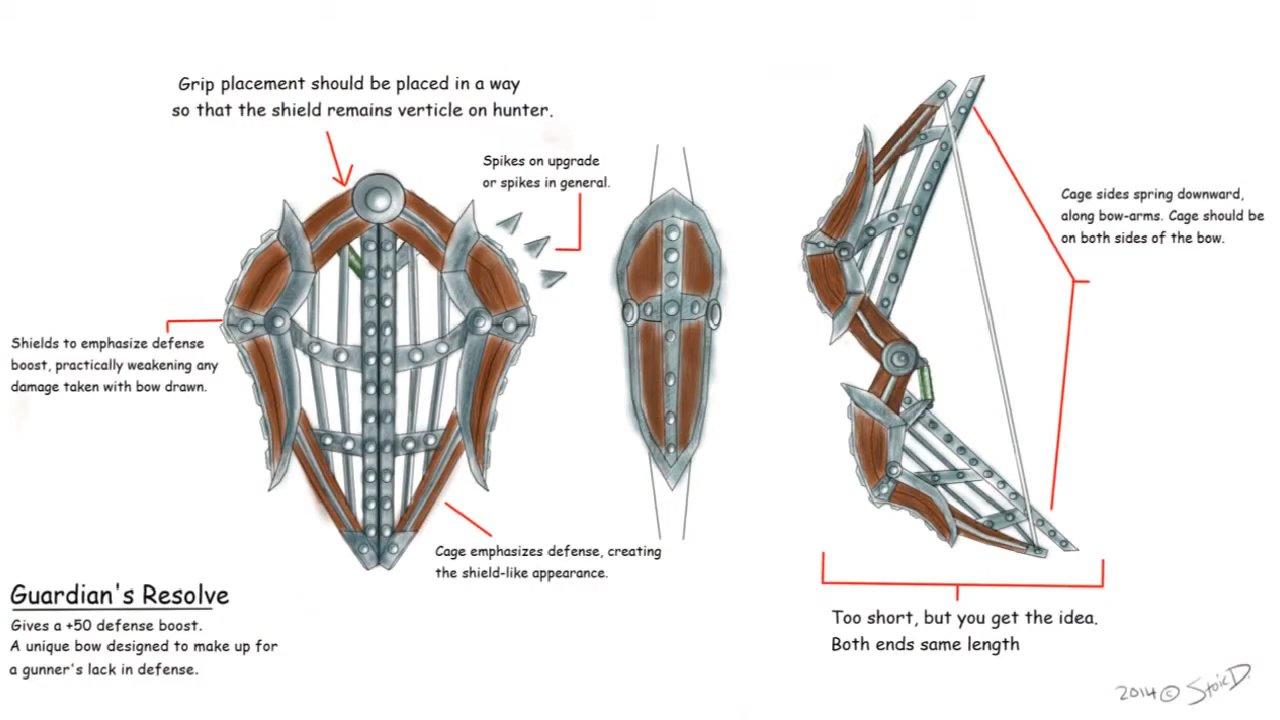 Grip placement should be placed in a way
so that the shield remains verticle on hunter.
Spikes on upgrade
or spikes in general.
Cage sides spring downward,
along bow-arms. Cage should be
on both sides of the bow.
Shields to emphasize defense
boost, practically weakening any
damage taken with bow drawn.
Cage emphasizes defense, creating
the shield-like appearance.
Guardian's Resolve
Gives a +50 defense boost.
A unique bow designed to make up for
a gunner's lack in defense.
Too short, but you get the idea.
Both ends same length
2014 © Stoic D.